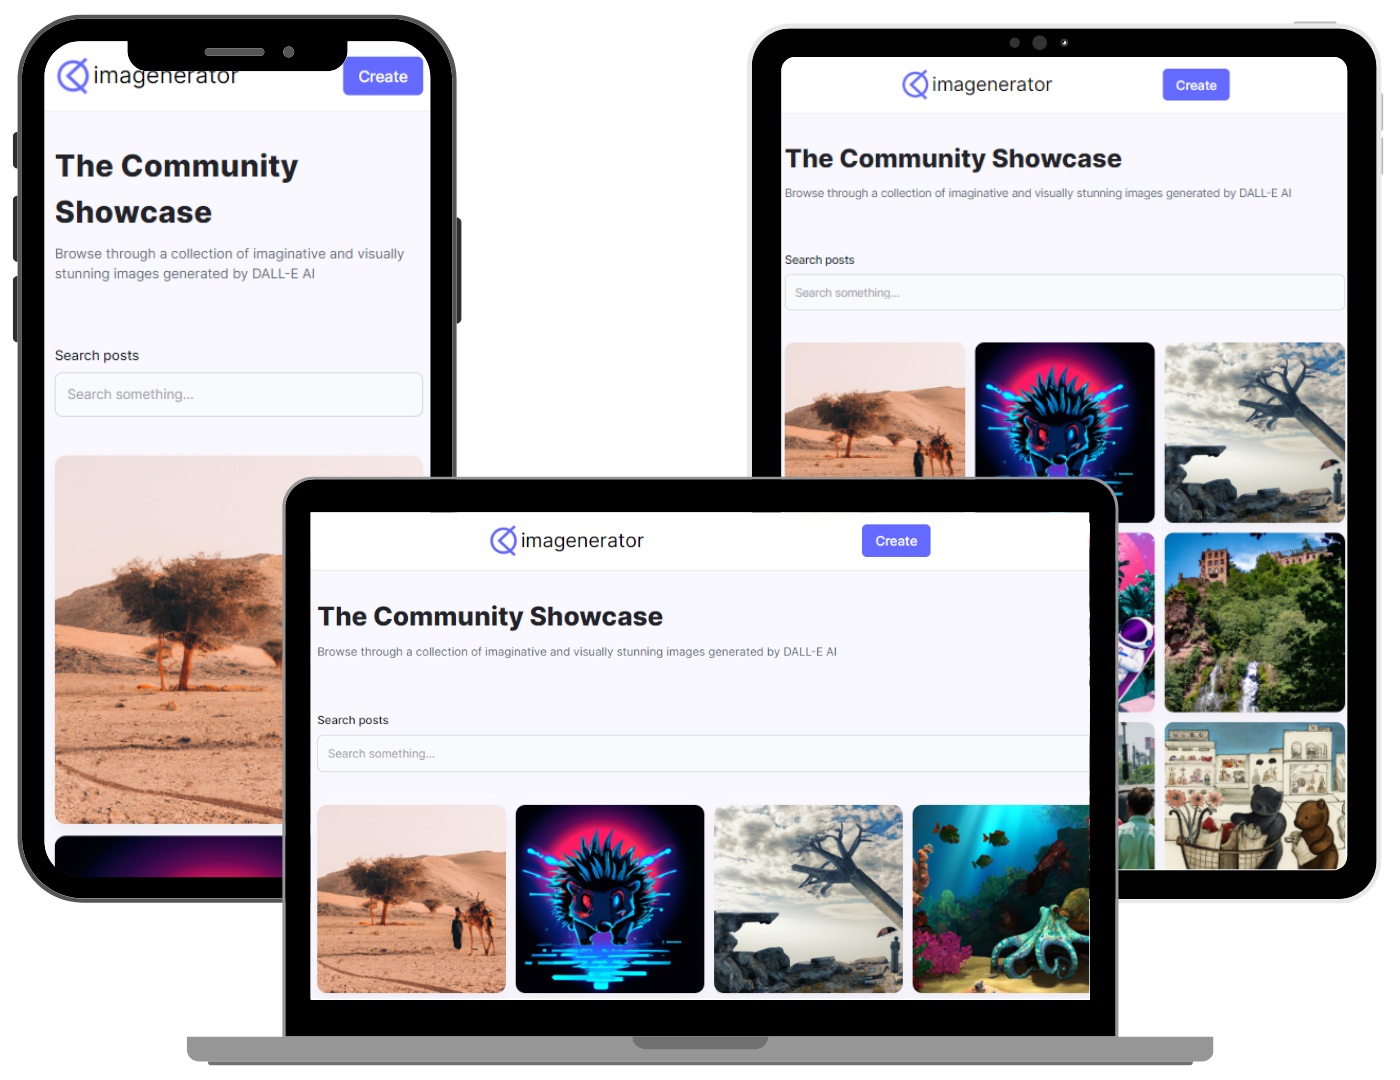 imagenerator
Create
The Community
Showcase
Browse through a collection of imaginative and visually
stunning images generated by DALL-E AI
Search posts
Search something...
imagenerator
Create
The Community Showcase
Browse through a collection of imaginative and visually stunning images generated by DALL-E AI
Search posts
Search something...
imagenerator
Create
The Community Showcase
Browse through a collection of imaginative and visually stunning images generated by DALL-E AI
Search posts
Search something...